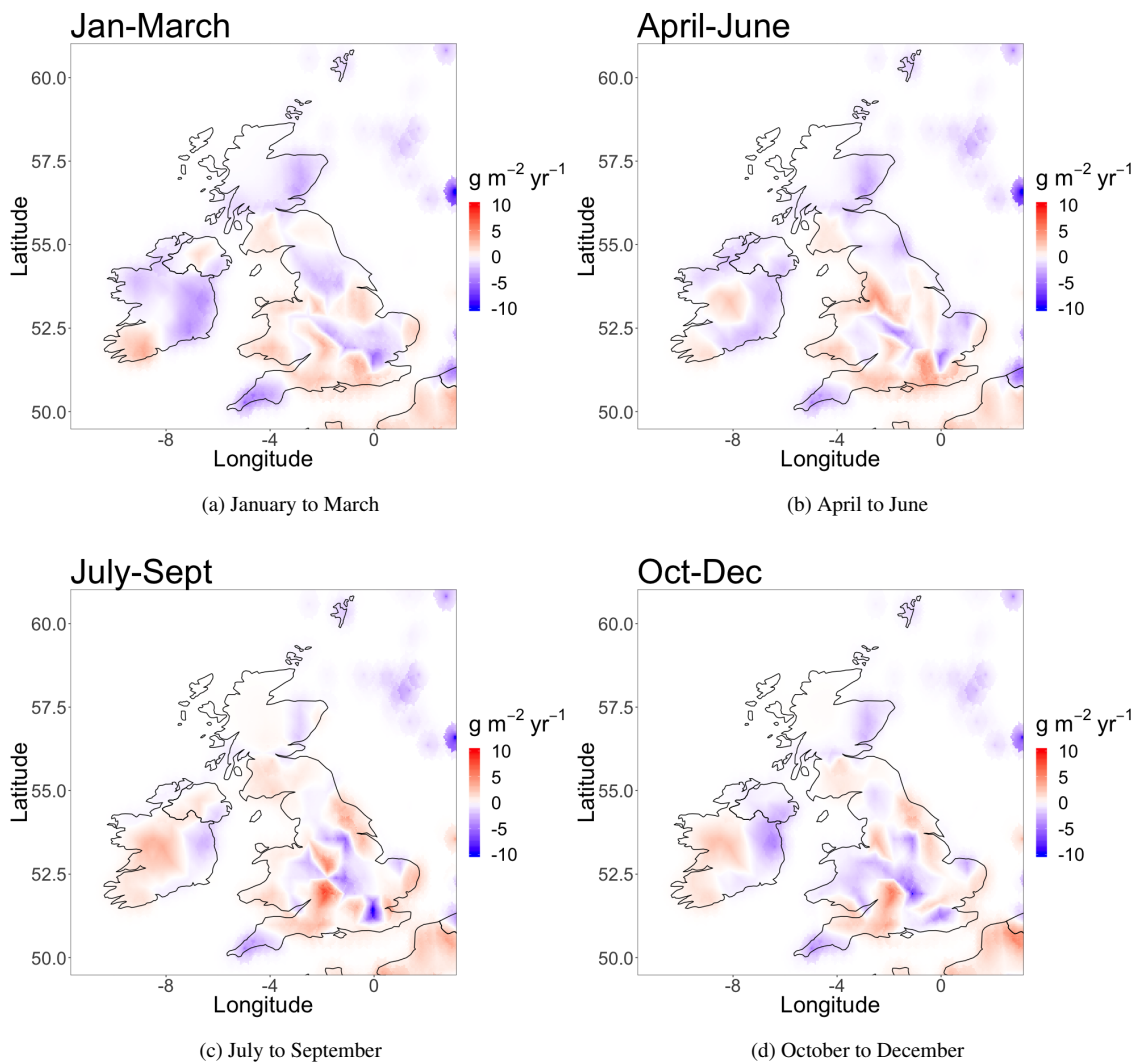 Jan-March
April-June
60.0
57.5
55.0
52.5
50.0
Latitude
-8
-4
0
Longitude
g m⁻² yr⁻¹
10
5
0
-5
-10
60.0
57.5
55.0
52.5
50.0
Latitude
-8
-4
0
Longitude
g m⁻² yr⁻¹
10
5
0
-5
-10
(a) January to March
(b) April to June
July-Sept
Oct-Dec
60.0
57.5
55.0
52.5
50.0
Latitude
-8
-4
0
Longitude
g m⁻² yr⁻¹
10
5
0
-5
-10
60.0
57.5
55.0
52.5
50.0
Latitude
-8
-4
0
Longitude
g m⁻² yr⁻¹
10
5
0
-5
-10
(c) July to September
(d) October to December